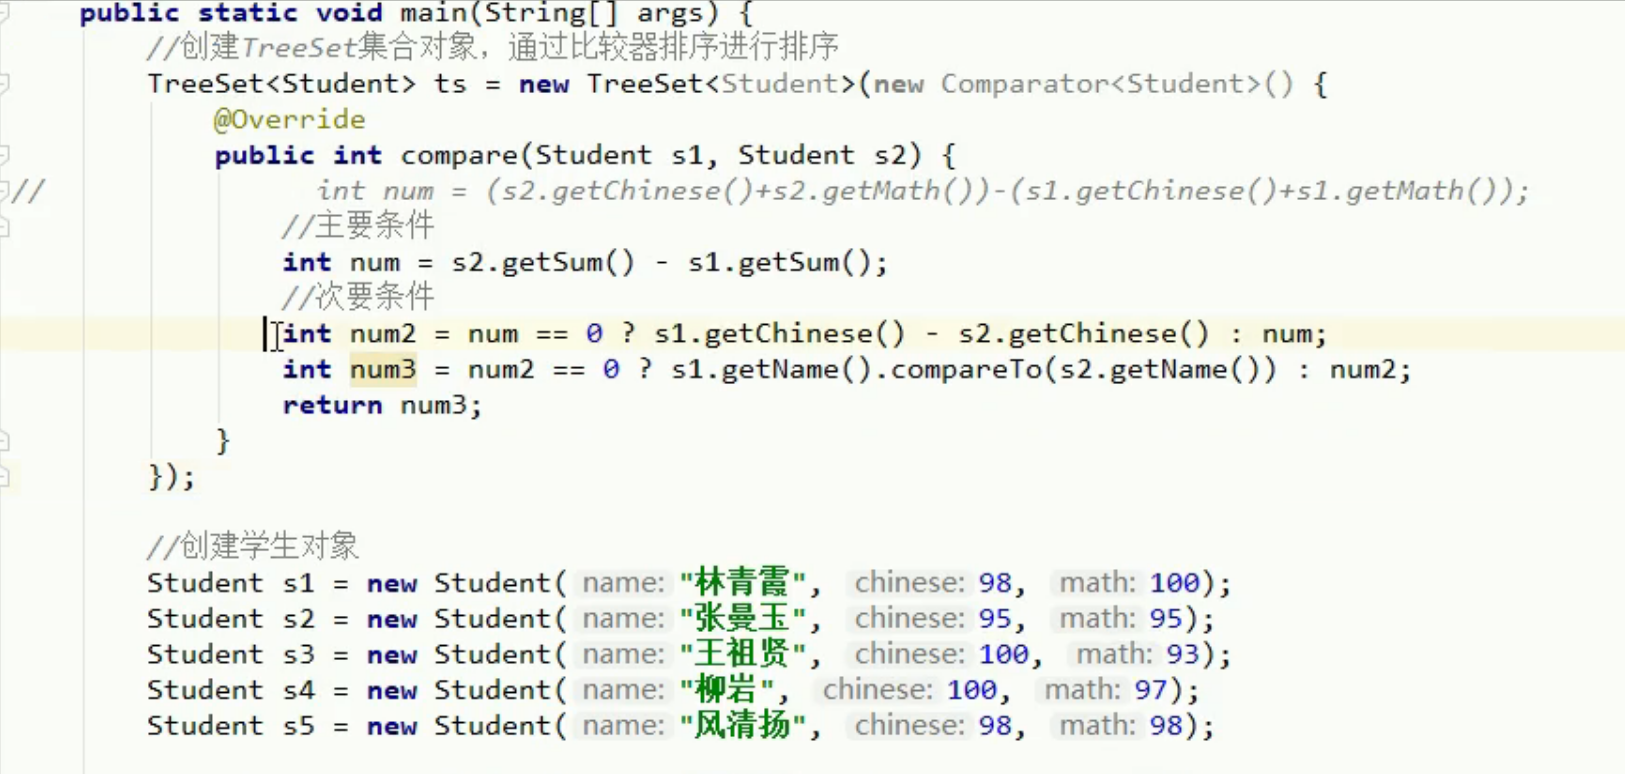 public static void main(String[] args) {
//创建TreeSet集合对象，通过比较器排序进行排序
TreeSet<Student> ts = new TreeSet<Student>(new Comparator<Student>() {
@Override
public int compare(Student s1, Student s2) {
// int num = (s2.getChinese()+s2.getMath())-(s1.getChinese()+s1.getMath());
//主要条件
int num = s2.getSum() - s1.getSum();
//次要条件
int num2 = num == 0 ? s1.getChinese() - s2.getChinese() : num;
int num3 = num2 == 0 ? s1.getName().compareTo(s2.getName()) : num2;
return num3;
}
});
//创建学生对象
Student s1 = new Student( name: "林青霞", chinese: 98, math: 100);
Student s2 = new Student( name: "张曼玉", chinese: 95, math: 95);
Student s3 = new Student( name: "王祖贤", chinese: 100, math: 93);
Student s4 = new Student( name: "柳岩", chinese: 100, math: 97);
Student s5 = new Student( name: "风清扬", chinese: 98, math: 98);